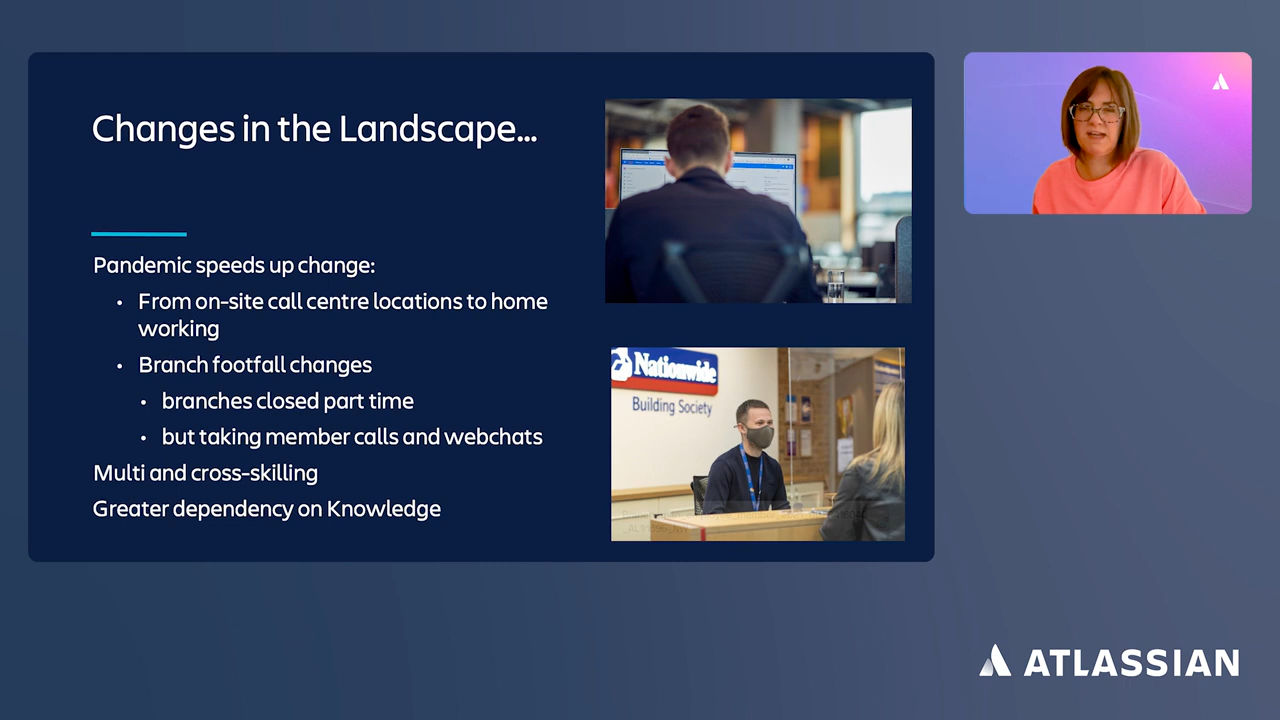 Changes in the Landscape...
Pandemic speeds up change:
• From on-site call centre locations to home
working
• Branch footfall changes
• branches closed part time
• but taking member calls and webchats
Multi and cross-skilling
Greater dependency on Knowledge
Nationwide
Building Society
ATLASSIAN